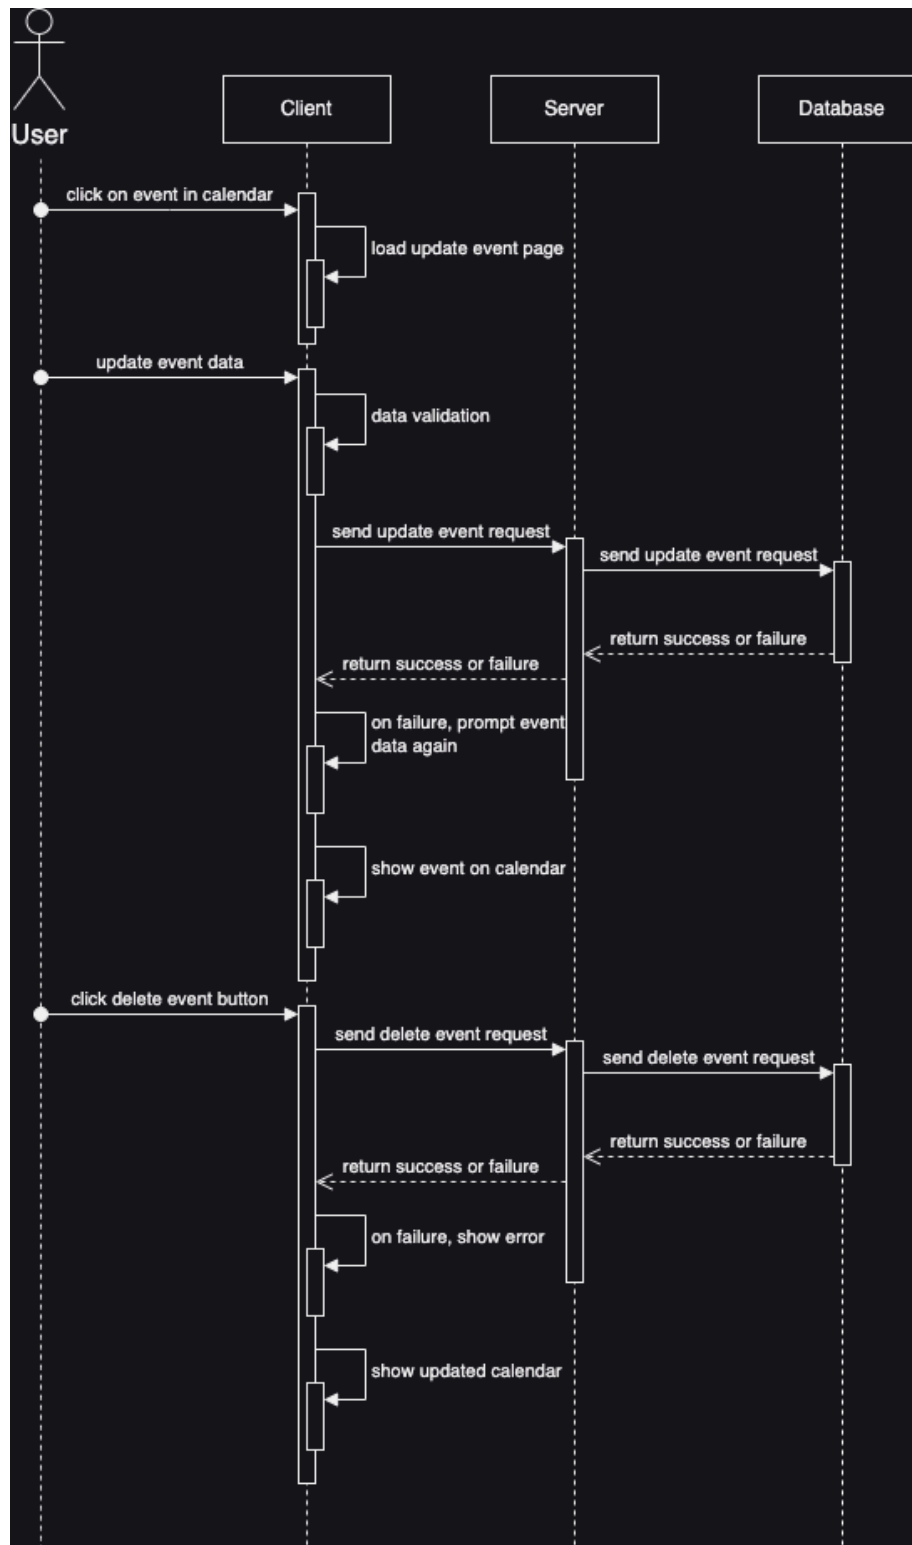 User
Client
Server
Database
click on event in calendar
load update event page
update event data
data validation
send update event request
send update event request
return success or failure
return success or failure
on failure, prompt event
data again
show event on calendar
click delete event button
send delete event request
send delete event request
return success or failure
return success or failure
on failure, show error
show updated calendar